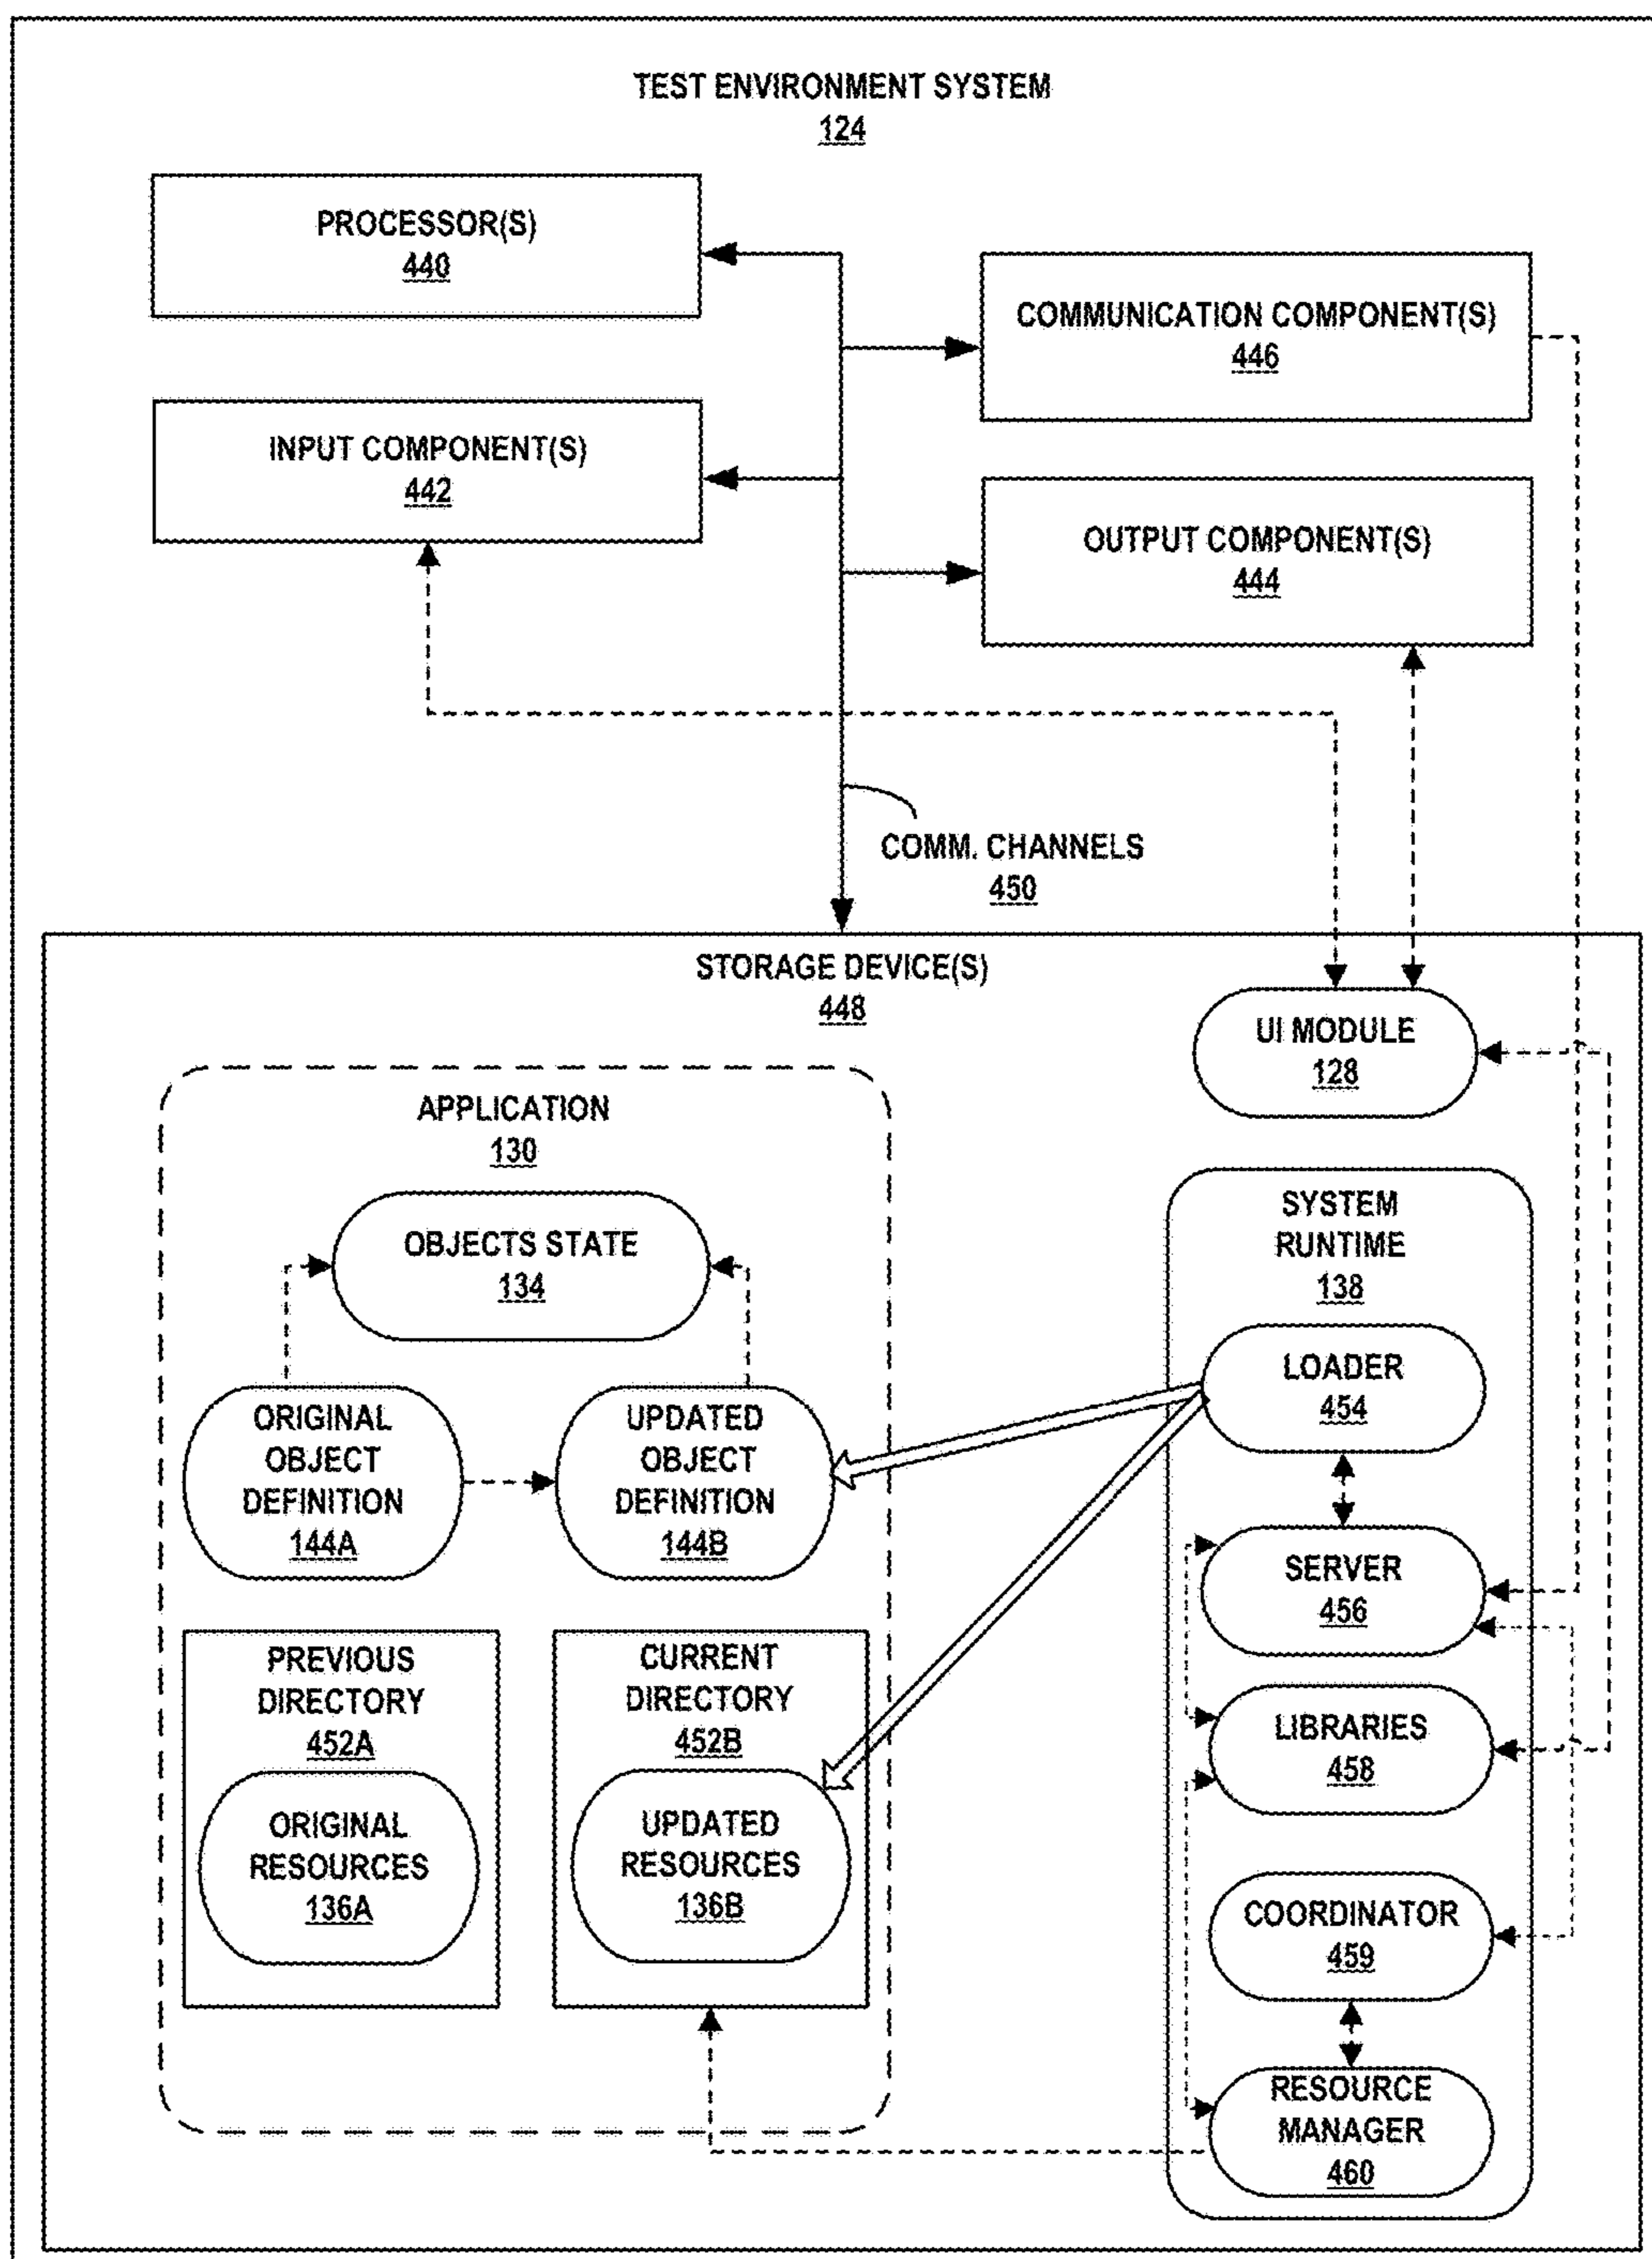 TEST ENVIRONMENT SYSTEM
124
PROCESSOR(S)
440
COMMUNICATION COMPONENT(S)
446
INPUT COMPONENT(S)
442
OUTPUT COMPONENT(S)
444
COMM. CHANNELS
450
STORAGE DEVICE(S)
448
UI MODULE
128
APPLICATION
130
OBJECTS STATE
134
ORIGINAL
OBJECT
DEFINITION
144A
UPDATED
OBJECT
DEFINITION
144B
PREVIOUS
DIRECTORY
452A
ORIGINAL
RESOURCES
136A
CURRENT
DIRECTORY
452B
UPDATED
RESOURCES
136B
SYSTEM
RUNTIME
138
LOADER
454
SERVER
456
LIBRARIES
458
COORDINATOR
459
RESOURCE
MANAGER
460